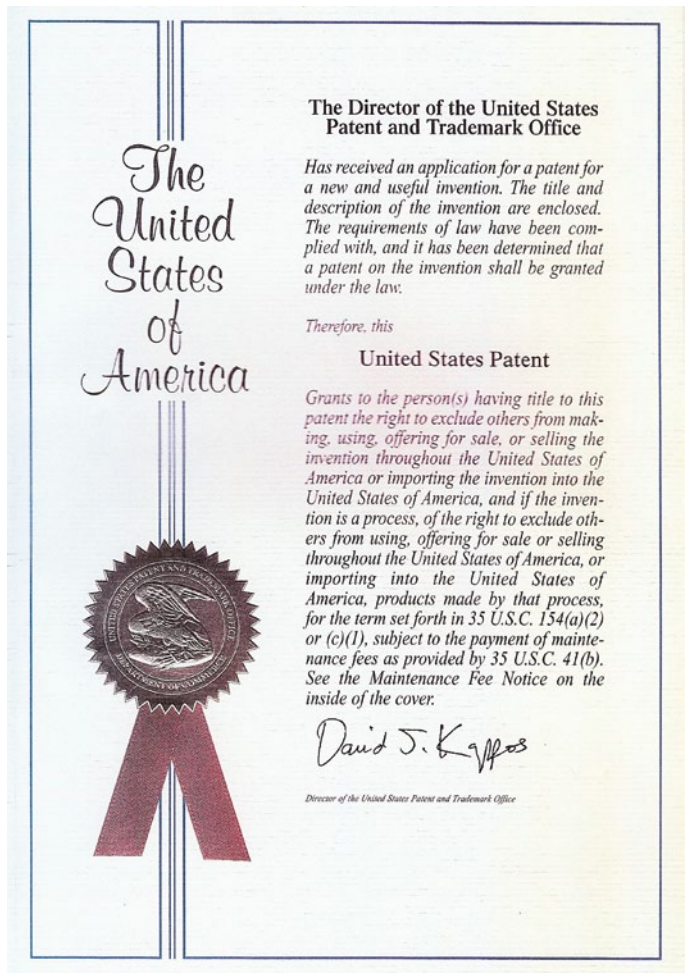 The
United
States
of
America
UNITED STATES PATENT AND TRADEMARK OFFICE
DEPARTMENT OF COMMERCE
The Director of the United States
Patent and Trademark Office
Has received an application for a patent for
a new and useful invention. The title and
description of the invention are enclosed.
The requirements of law have been com-
plied with, and it has been determined that
a patent on the invention shall be granted
under the law.
Therefore, this
United States Patent
Grants to the person(s) having title to this
patent the right to exclude others from mak-
ing, using, offering for sale, or selling the
invention throughout the United States of
America or importing the invention into the
United States of America, and if the inven-
tion is a process, of the right to exclude oth-
ers from using, offering for sale or selling
throughout the United States of America, or
importing into the United States of
America, products made by that process,
for the term set forth in 35 U.S.C. 154(a)(2)
or (c)(1), subject to the payment of mainte-
nance fees as provided by 35 U.S.C. 41(b).
See the Maintenance Fee Notice on the
inside of the cover.
David J. Kappos
Director of the United States Patent and Trademark Office